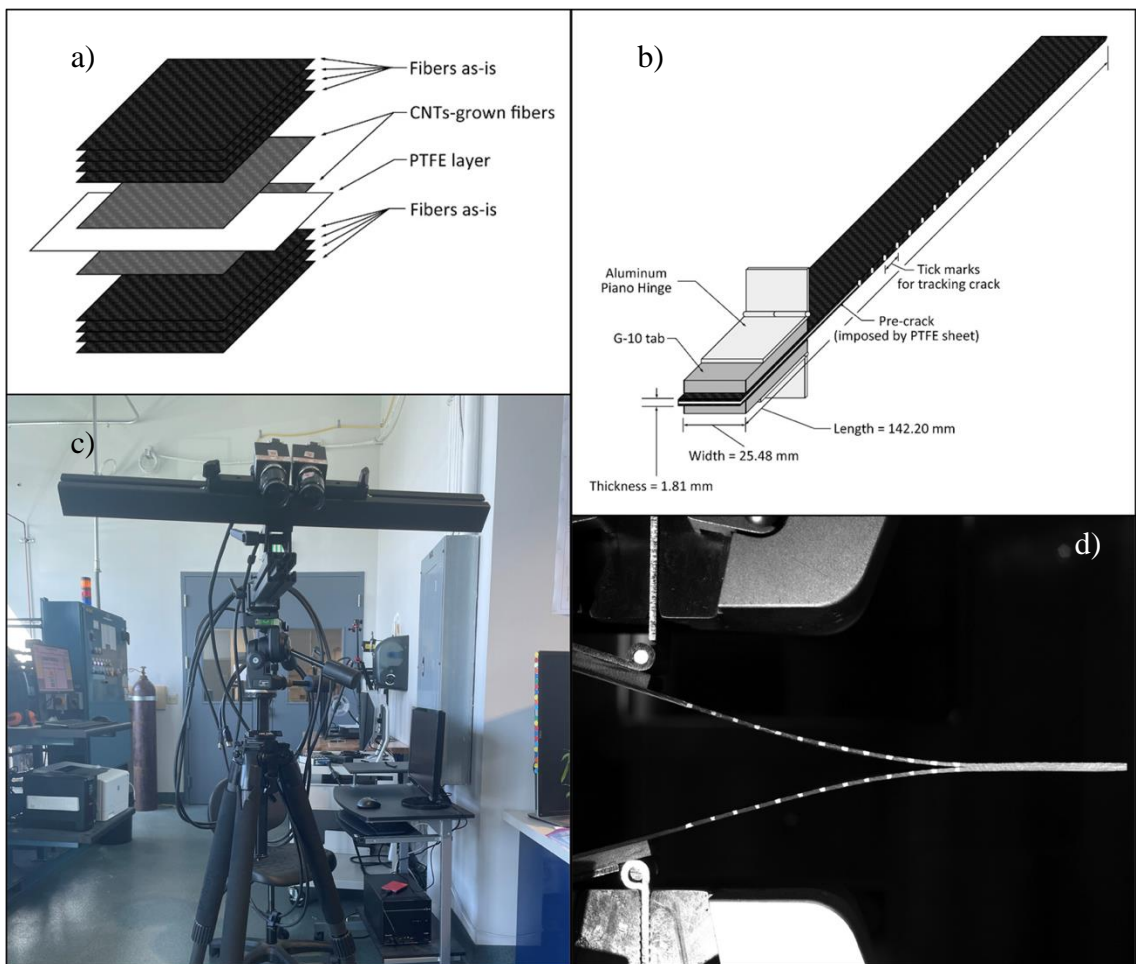 a)
Fibers as-is
CNTs-grown fibers
PTFE layer
Fibers as-is
b)
Aluminum
Piano Hinge
G-10 tab
Tick marks
for tracking crack
Pre-crack
(imposed by PTFE sheet)
Length = 142.20 mm
Width = 25.48 mm
Thickness = 1.81 mm
c)
d)